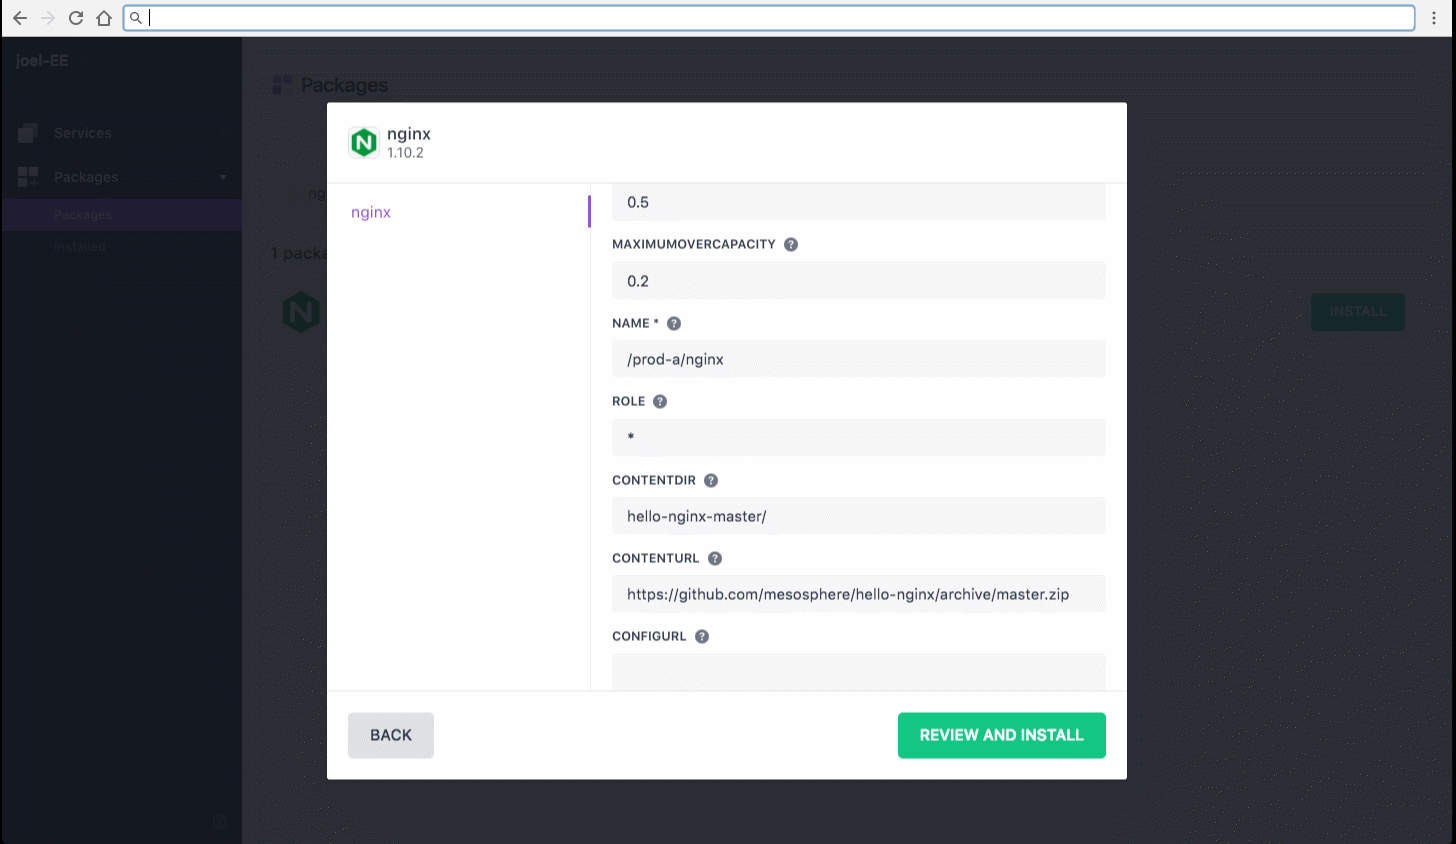 joel-EE
Packages
Services
Packages
Packages
Installed
1 packa
INSTALL
nginx
1.10.2
nginx
0.5
MAXIMUMOVERCAPACITY ?
0.2
NAME * ?
/prod-a/nginx
ROLE ?
*
CONTENTDIR ?
hello-nginx-master/
CONTENTURL ?
https://github.com/mesosphere/hello-nginx/archive/master.zip
CONFIGURL ?
BACK
REVIEW AND INSTALL